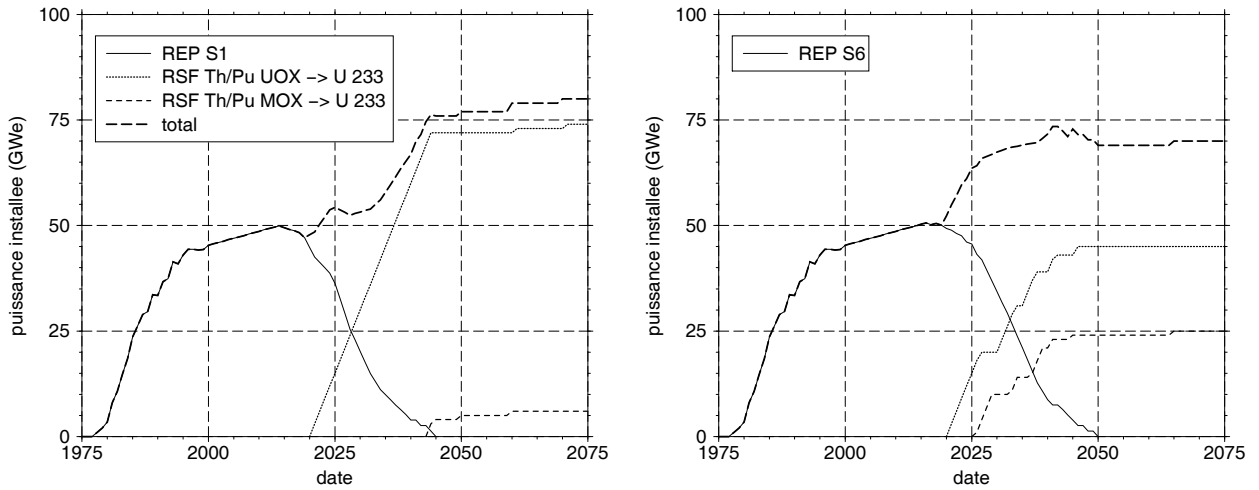 puissance installee (GWe)
100
75
50
25
0
REP S1
RSF Th/Pu UOX −> U 233
RSF Th/Pu MOX −> U 233
total
1975
2000
2025
2050
2075
date
puissance installee (GWe)
100
75
50
25
0
REP S6
1975
2000
2025
2050
2075
date